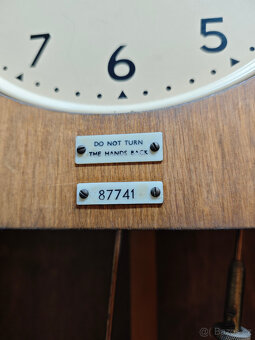 7 6 5
DO NOT TURN
THE HANDS BACK
87741